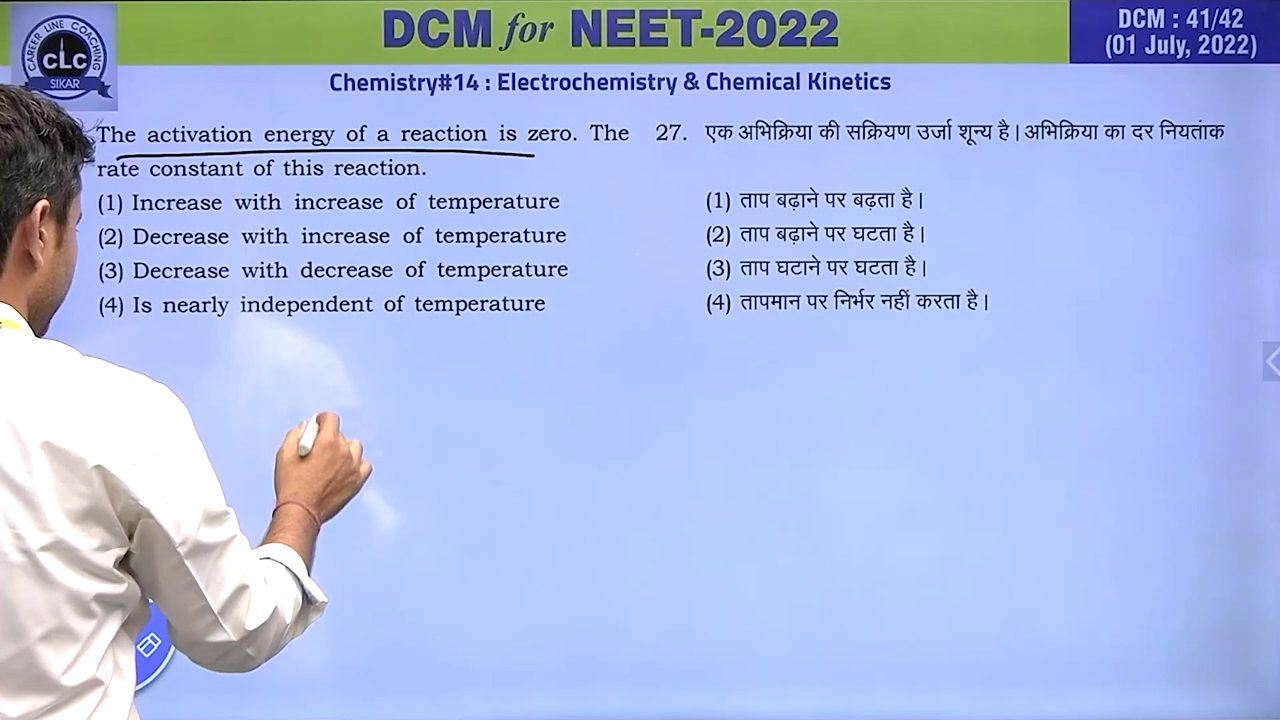 DCM for NEET-2022
DCM : 41/42
(01 July, 2022)
CAREER LINE COACHING
CLC
SIKAR
Chemistry#14 : Electrochemistry & Chemical Kinetics
The activation energy of a reaction is zero. The
rate constant of this reaction.
(1) Increase with increase of temperature
(2) Decrease with increase of temperature
(3) Decrease with decrease of temperature
(4) Is nearly independent of temperature
27. एक अभिक्रिया की सक्रियण उर्जा शून्य है। अभिक्रिया का दर नियतांक
(1) ताप बढ़ाने पर बढ़ता है।
(2) ताप बढ़ाने पर घटता है।
(3) ताप घटाने पर घटता है।
(4) तापमान पर निर्भर नहीं करता है।